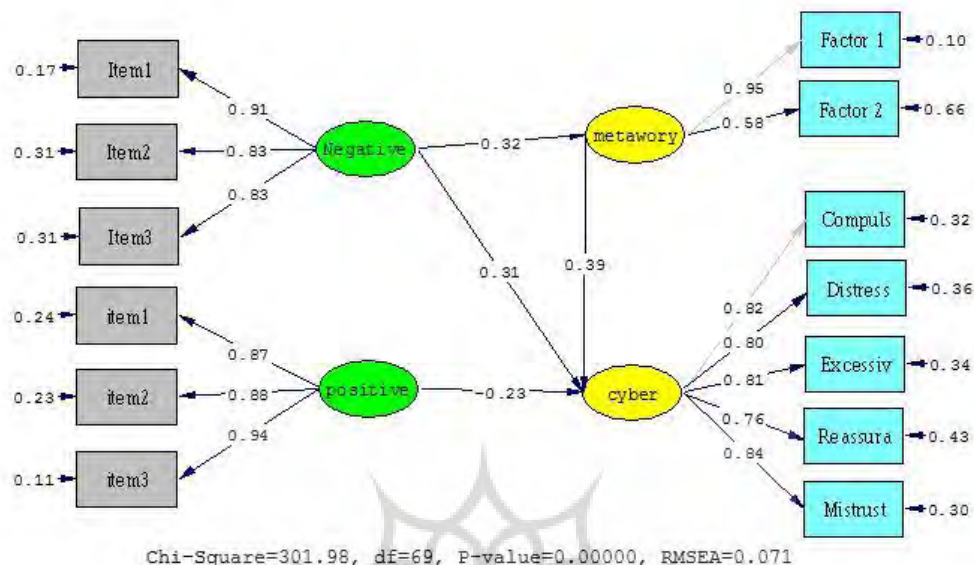 0.17
Item1
0.91
0.31
Item2
0.83
0.31
Item3
0.83
Negative
0.32
metawory
0.95
Factor 1
0.10
0.58
Factor 2
0.66
0.31
0.39
0.24
item1
0.87
0.23
item2
0.88
0.11
item3
0.94
positive
-0.23
cyber
0.82
Compuls
0.32
0.80
Distress
0.36
0.81
Excessiv
0.34
0.76
Reassura
0.43
0.84
Mistrust
0.30
Chi-Square=301.98, df=69, P-value=0.00000, RMSEA=0.071